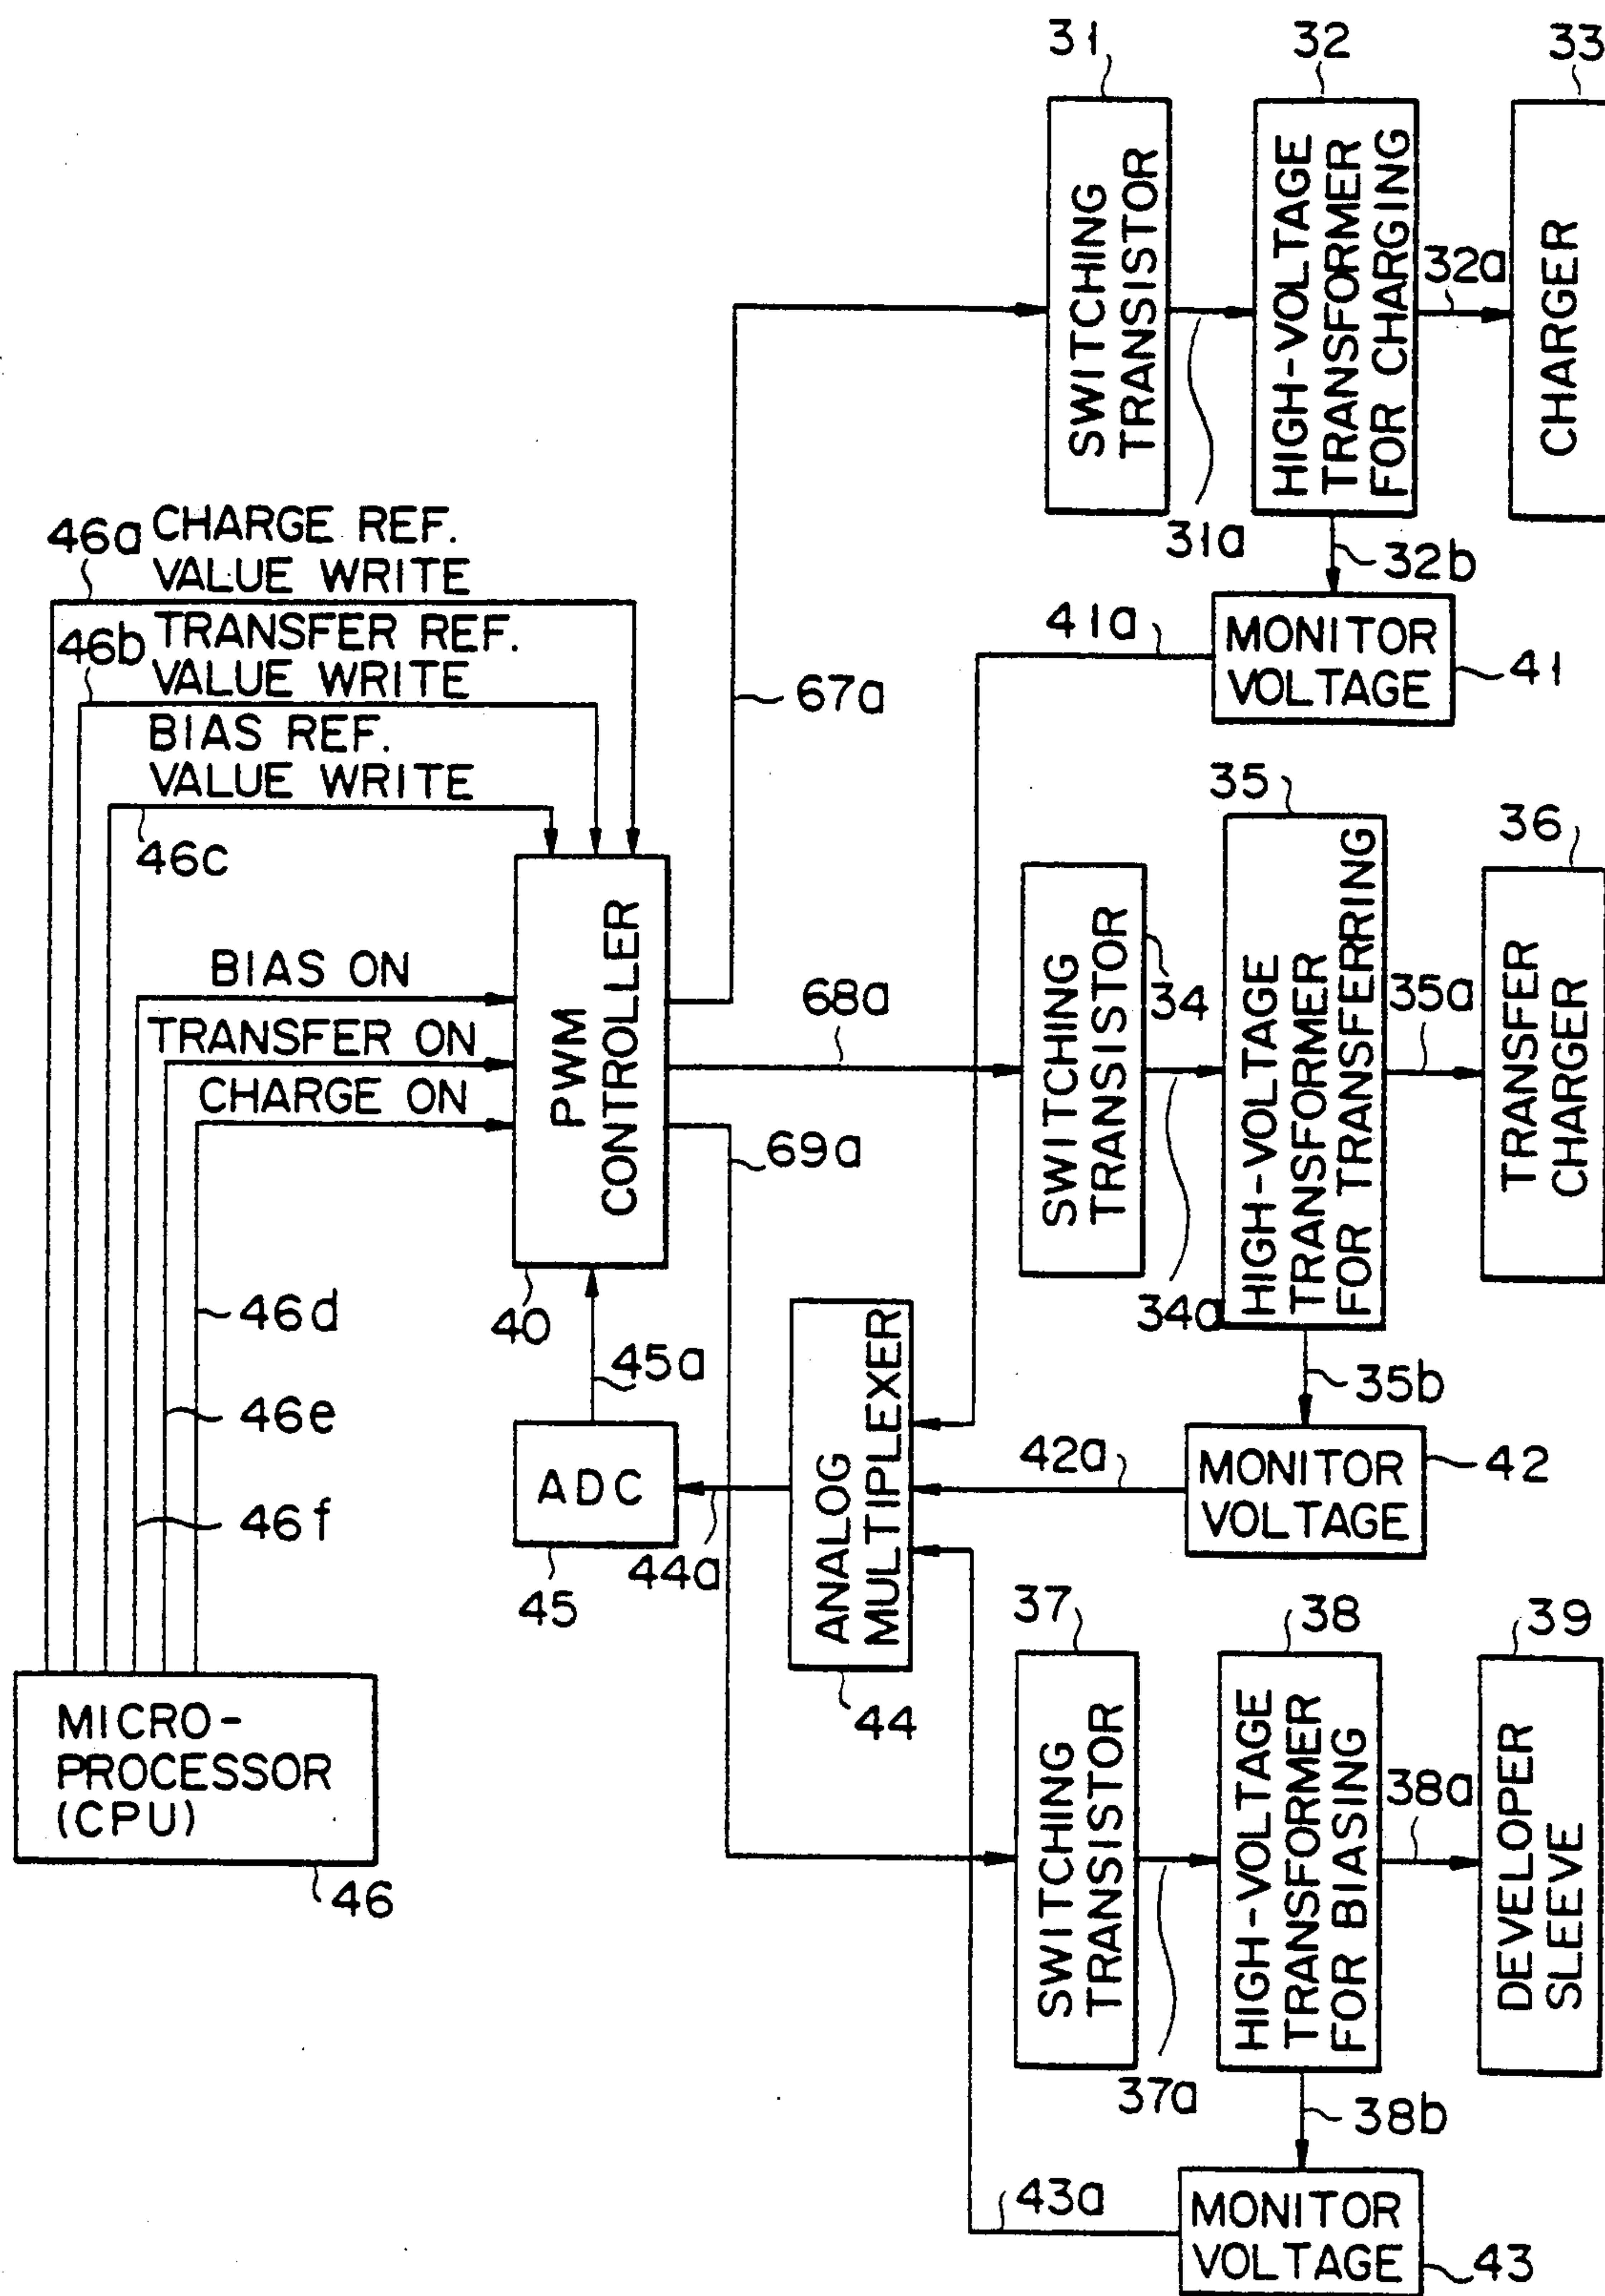 31
32
33
SWITCHING
TRANSISTOR
HIGH-VOLTAGE
TRANSFORMER
FOR CHARGING
CHARGER
31a
32a
32b
46a
CHARGE REF.
VALUE WRITE
46b
TRANSFER REF.
VALUE WRITE
BIAS REF.
VALUE WRITE
46c
67a
41a
MONITOR
VOLTAGE
41
35
36
BIAS ON
TRANSFER ON
CHARGE ON
PWM
CONTROLLER
40
68a
69a
SWITCHING
TRANSISTOR
34
34a
HIGH-VOLTAGE
TRANSFORMER
FOR TRANSFERRING
35a
TRANSFER
CHARGER
35b
46d
46e
46f
45a
ADC
45
44a
ANALOG
MULTIPLEXER
44
42a
MONITOR
VOLTAGE
42
37
38
39
MICRO-
PROCESSOR
(CPU)
46
SWITCHING
TRANSISTOR
37a
HIGH-VOLTAGE
TRANSFORMER
FOR BIASING
38a
DEVELOPER
SLEEVE
38b
43a
MONITOR
VOLTAGE
43